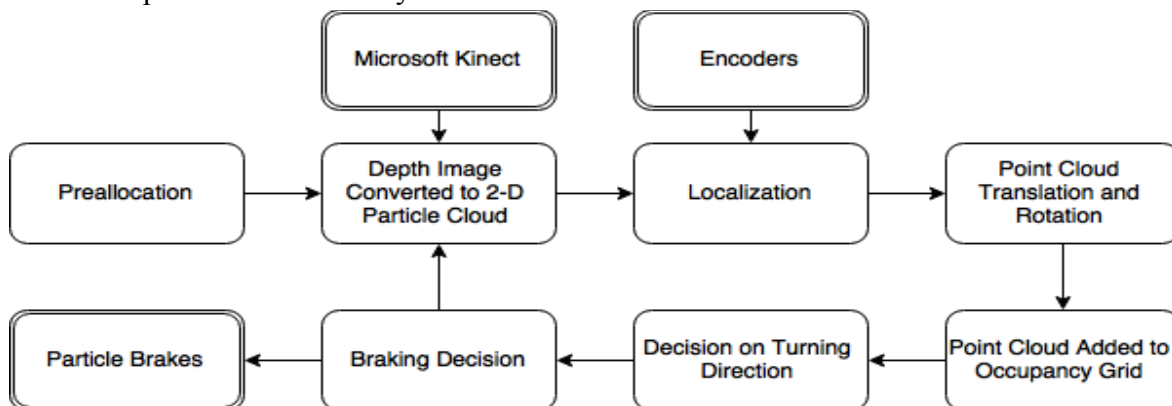 Microsoft Kinect
Encoders
Preallocation
Depth Image
Converted to 2-D
Particle Cloud
Localization
Point Cloud
Translation and
Rotation
Particle Brakes
Braking Decision
Decision on Turning
Direction
Point Cloud Added to
Occupancy Grid